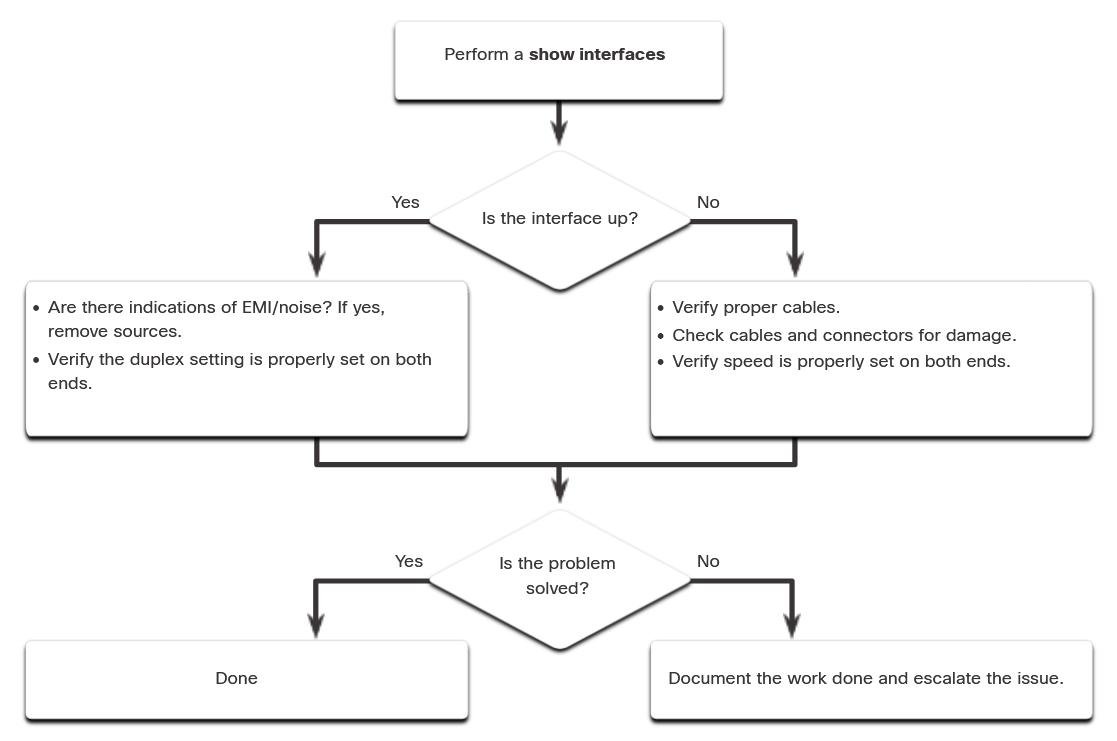 Perform a show interfaces
Is the interface up?
Yes
No
• Are there indications of EMI/noise? If yes,
remove sources.
• Verify the duplex setting is properly set on both
ends.
• Verify proper cables.
• Check cables and connectors for damage.
• Verify speed is properly set on both ends.
Is the problem
solved?
Yes
No
Done
Document the work done and escalate the issue.